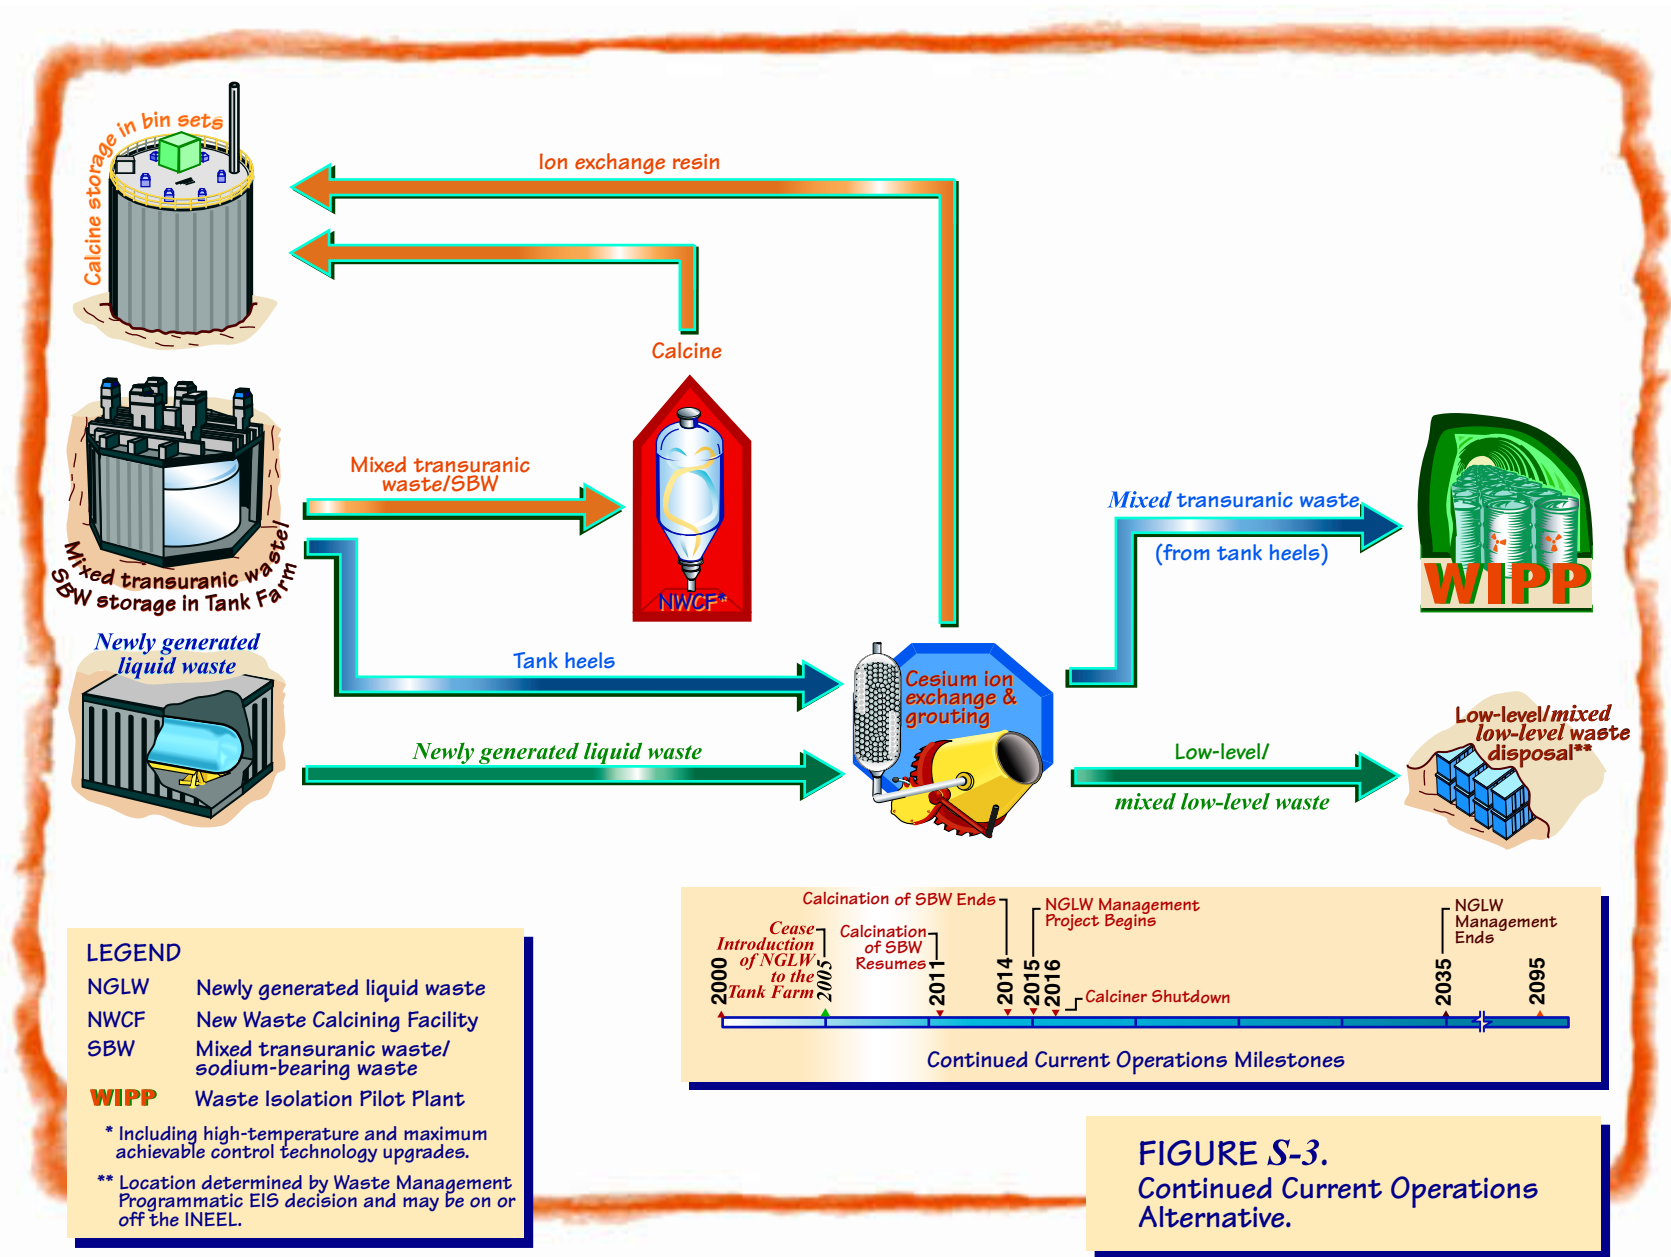 Calcine storage in bin sets
Ion exchange resin
Calcine
Mixed transuranic
waste/SBW
NWCF*
Mixed transuranic waste/
SBW storage in Tank Farm
Newly generated
liquid waste
Tank heels
Newly generated liquid waste
Cesium ion
exchange &
grouting
Mixed transuranic waste
(from tank heels)
WIPP
Low-level/
mixed low-level waste
Low-level/mixed
low-level waste
disposal**
LEGEND
NGLW Newly generated liquid waste
NWCF New Waste Calcining Facility
SBW Mixed transuranic waste/
sodium-bearing waste
WIPP Waste Isolation Pilot Plant
* Including high-temperature and maximum
achievable control technology upgrades.
** Location determined by Waste Management
Programmatic EIS decision and may be on or
off the INEEL.
2000
Cease
Introduction
of NGLW
to the
Tank Farm
2005
Calcination
of SBW
Resumes
2011
Calcination of SBW Ends
2014
NGLW Management
Project Begins
2015
2016
Calciner Shutdown
NGLW
Management
Ends
2035
2095
Continued Current Operations Milestones
FIGURE S-3.
Continued Current Operations
Alternative.